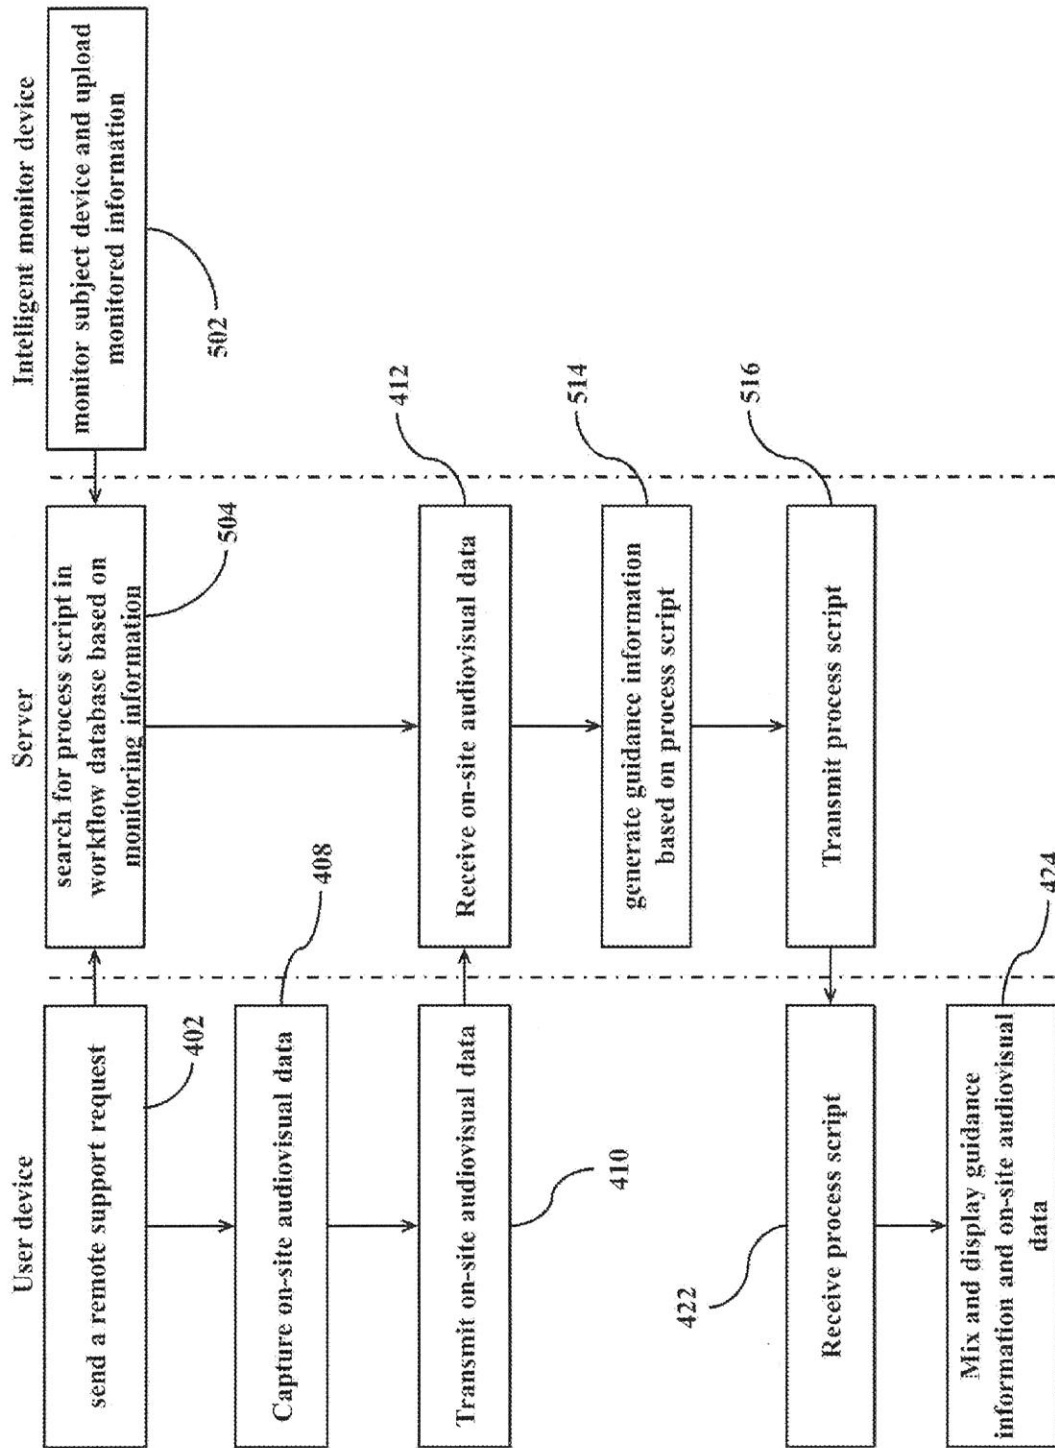 User device
Server
Intelligent monitor device
send a remote support request
402
search for process script in
workflow database based on
monitoring information
504
monitor subject device and upload
monitored information
502
Capture on-site audiovisual data
408
Transmit on-site audiovisual data
410
Receive on-site audiovisual data
412
generate guidance information
based on process script
514
Transmit process script
516
Receive process script
422
Mix and display guidance
information and on-site audiovisual
data
424